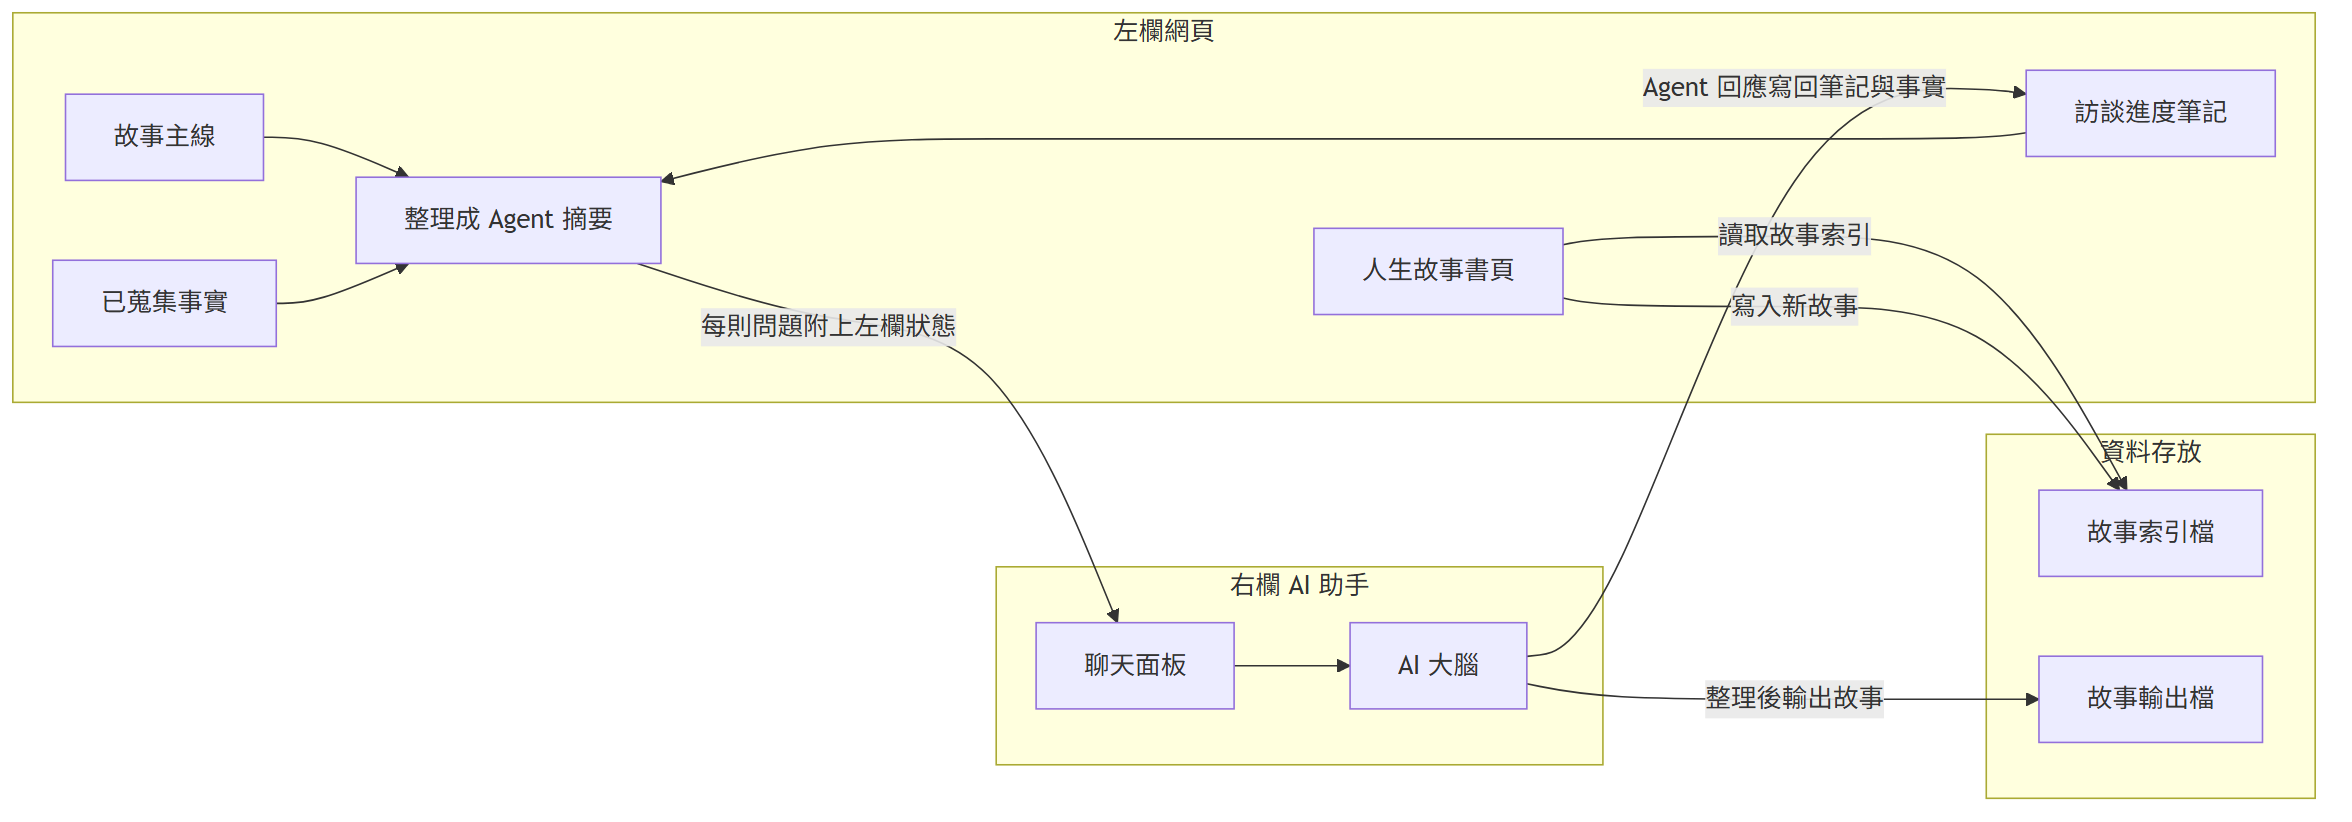 左欄網頁
故事主線
已蒐集事實
整理成 Agent 摘要
每則問題附上左欄狀態
人生故事書頁
Agent 回應寫回筆記與事實
讀取故事索引
寫入新故事
訪談進度筆記
右欄 AI 助手
聊天面板
AI 大腦
整理後輸出故事
資料存放
故事索引檔
故事輸出檔